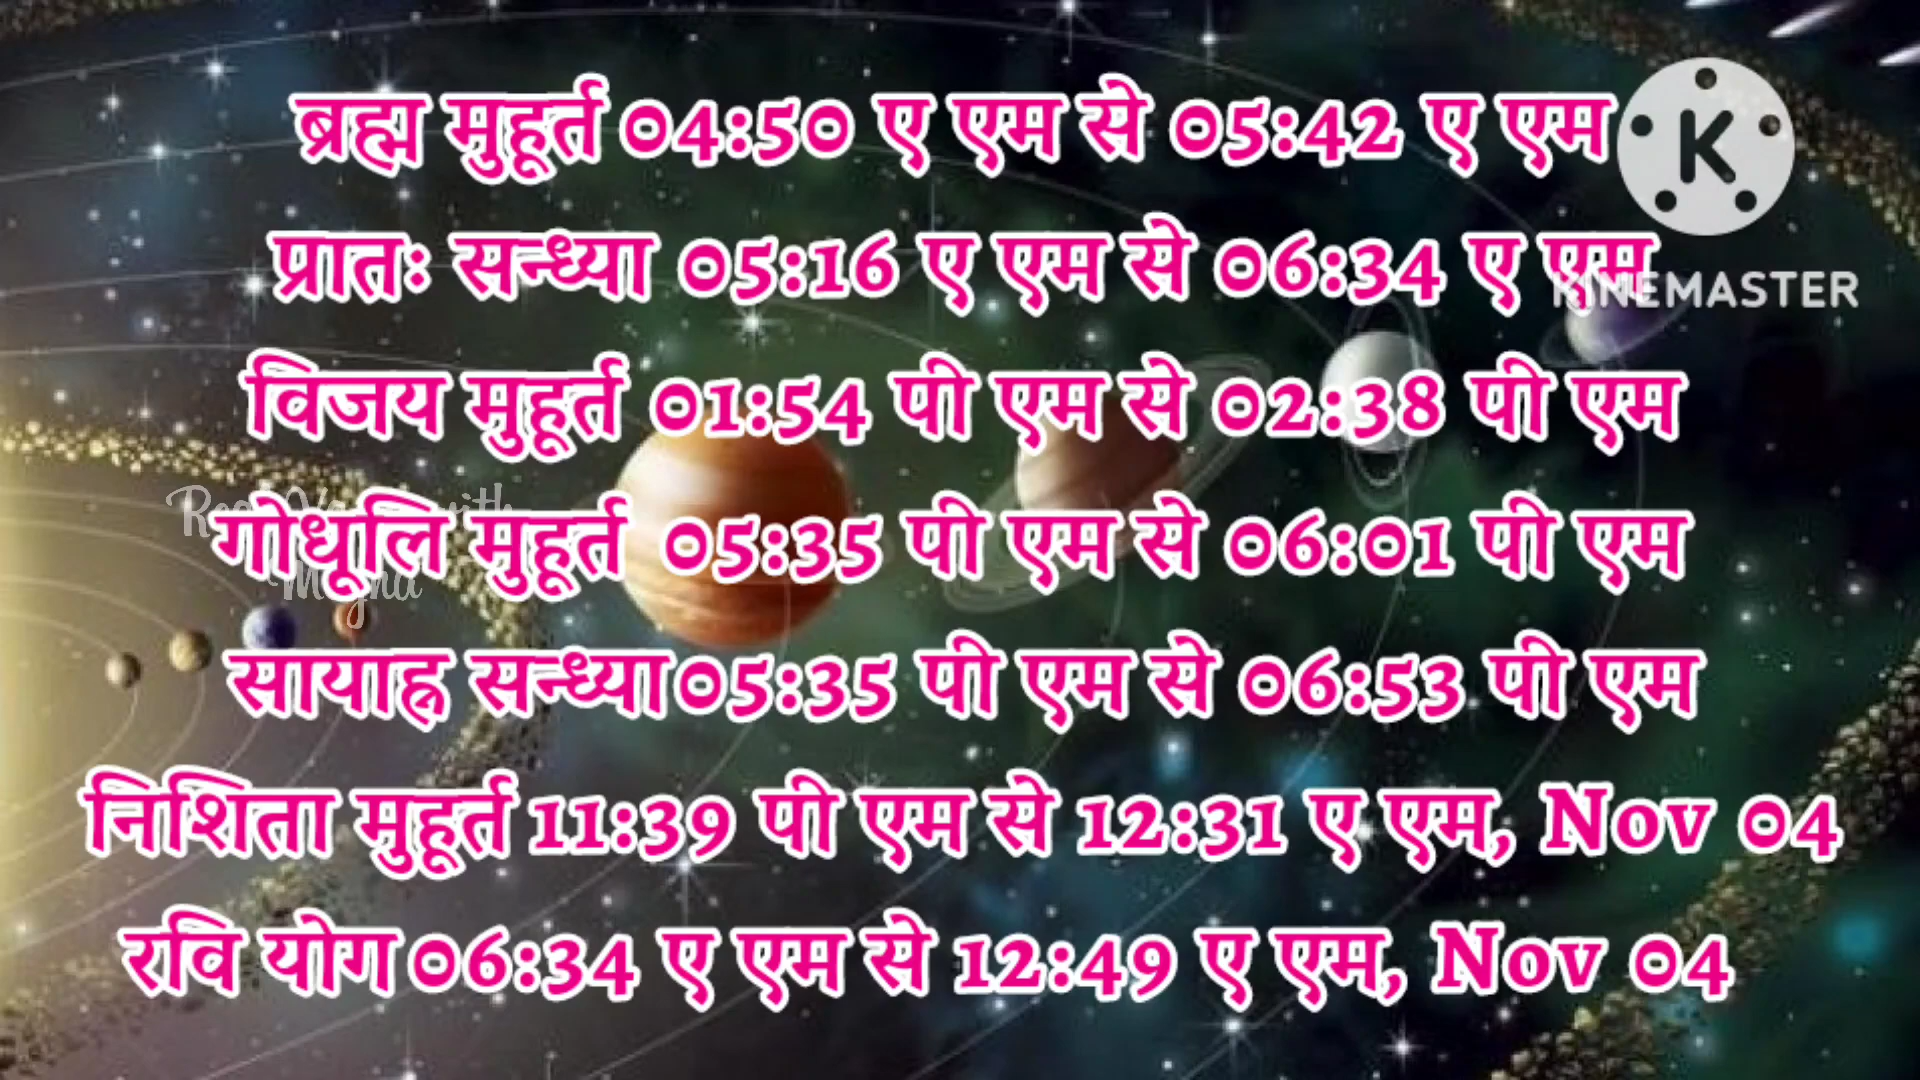 ब्रह्म मुहूर्त 04:50 ए एम से 05:42 ए एम
K
प्रातः सन्ध्या 05:16 ए एम से 06:34 ए एम
KINEMASTER
विजय मुहूर्त 01:54 पी एम से 02:38 पी एम
गोधूलि मुहूर्त 05:35 पी एम से 06:01 पी एम
सायाह्न सन्ध्या05:35 पी एम से 06:53 पी एम
निशिता मुहूर्त 11:39 पी एम से 12:31 ए एम, Nov 04
रवि योग 06:34 ए एम से 12:49 ए एम, Nov 04